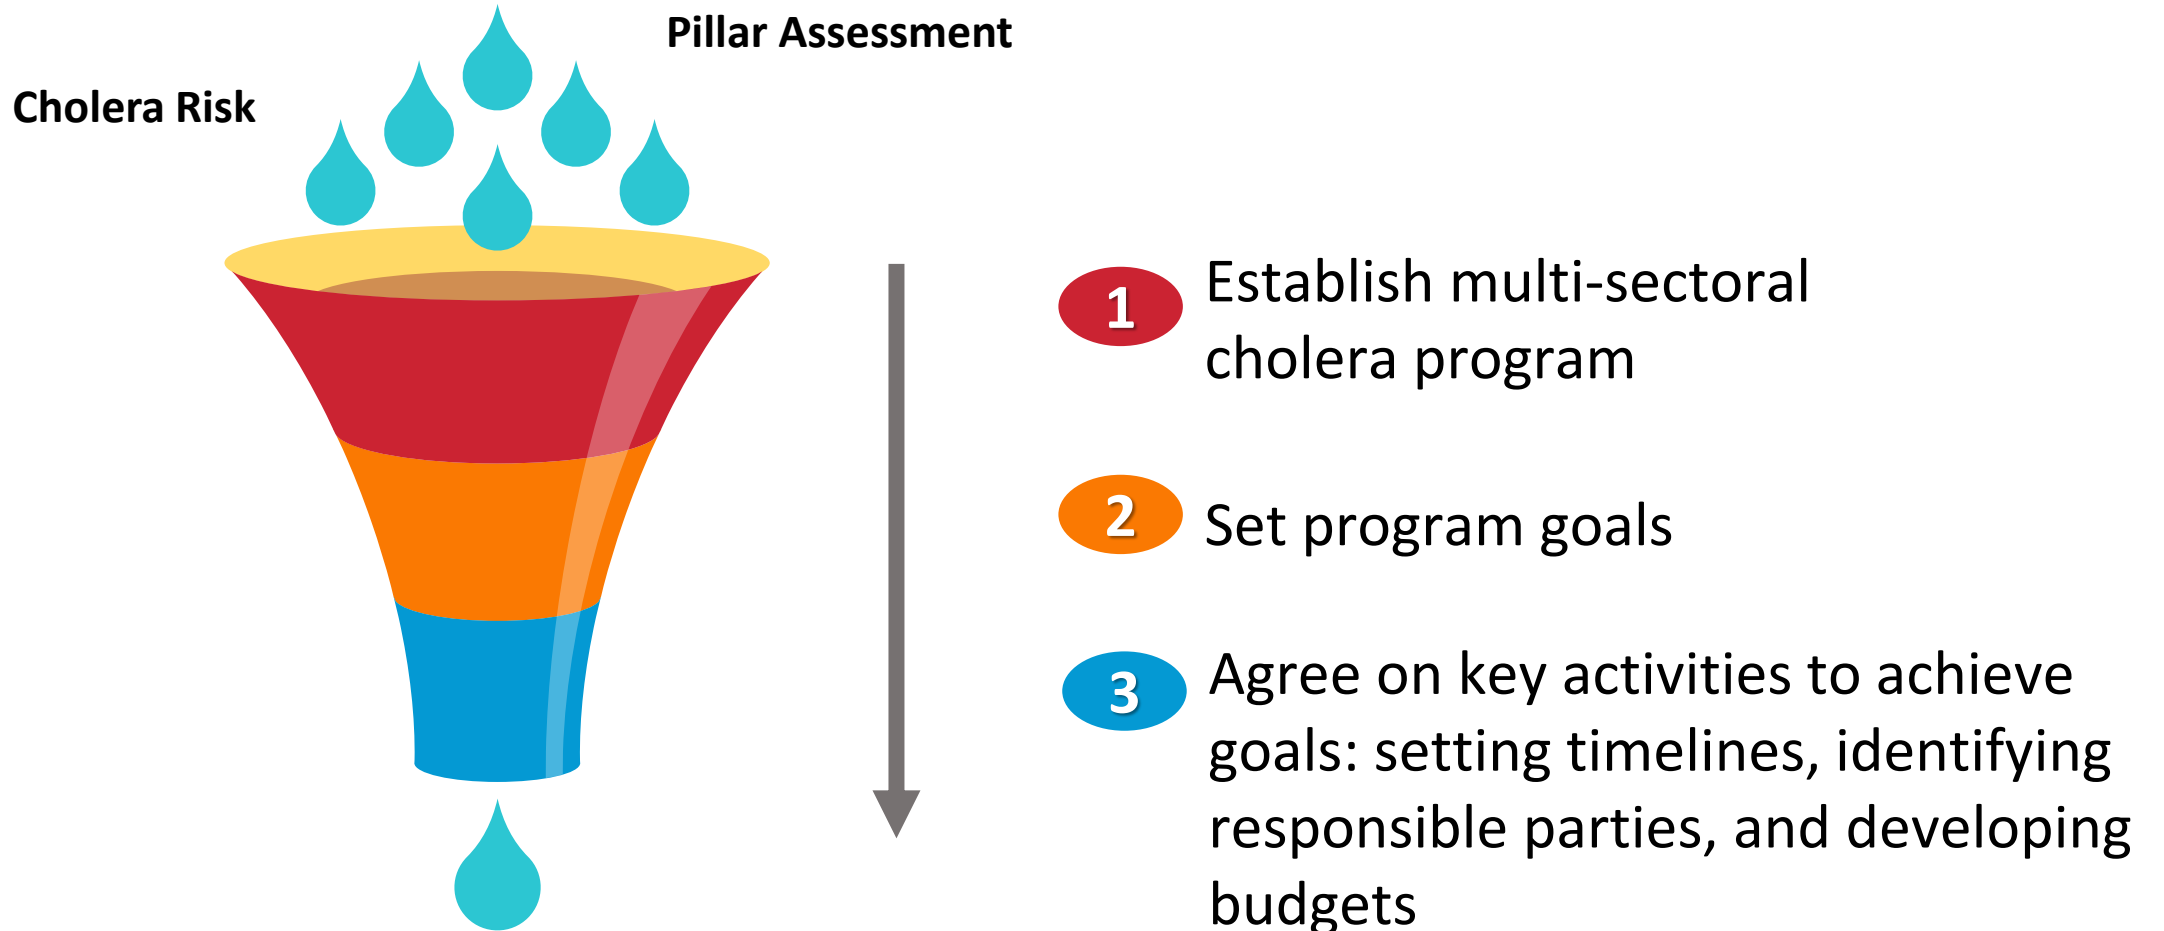 Pillar Assessment
Cholera Risk
1
Establish multi-sectoral
cholera program
2
Set program goals
3
Agree on key activities to achieve
goals: setting timelines, identifying
responsible parties, and developing
budgets